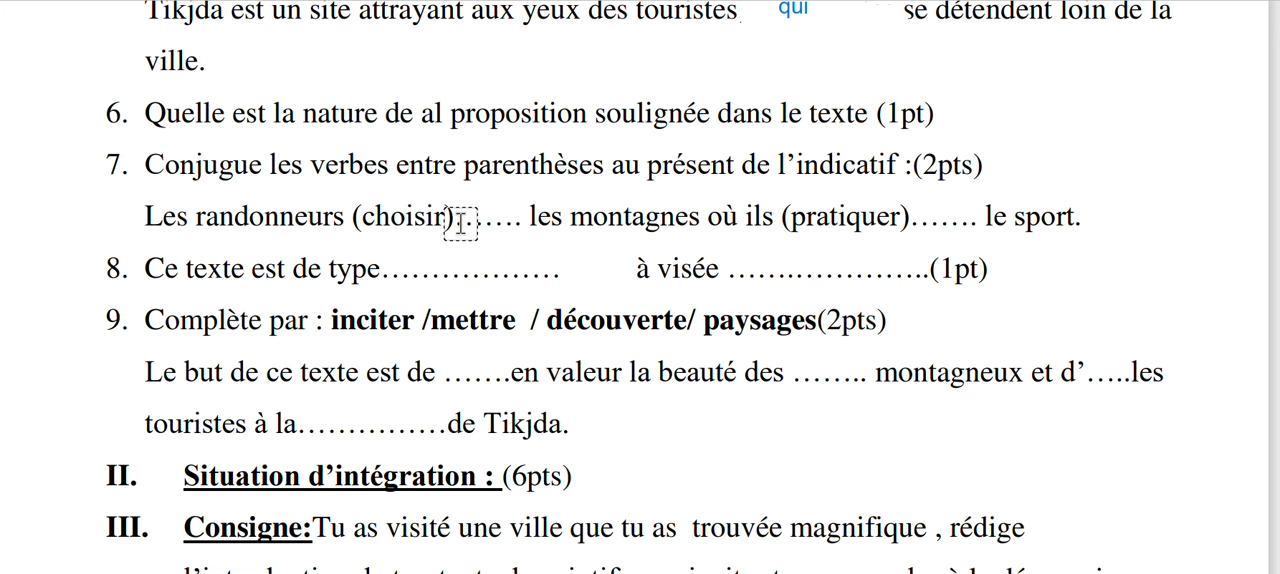 Tikjda est un site attrayant aux yeux des touristes qui se détendent loin de la
ville.
6. Quelle est la nature de al proposition soulignée dans le texte (1pt)
7. Conjugue les verbes entre parenthèses au présent de l’indicatif :(2pts)
Les randonneurs (choisir)……. les montagnes où ils (pratiquer)……. le sport.
8. Ce texte est de type……………… à visée ………………….(1pt)
9. Complète par : inciter /mettre / découverte/ paysages(2pts)
Le but de ce texte est de …….en valeur la beauté des …….. montagneux et d’…..les
touristes à la……………de Tikjda.
II. Situation d’intégration : (6pts)
III. Consigne:Tu as visité une ville que tu as trouvée magnifique , rédige